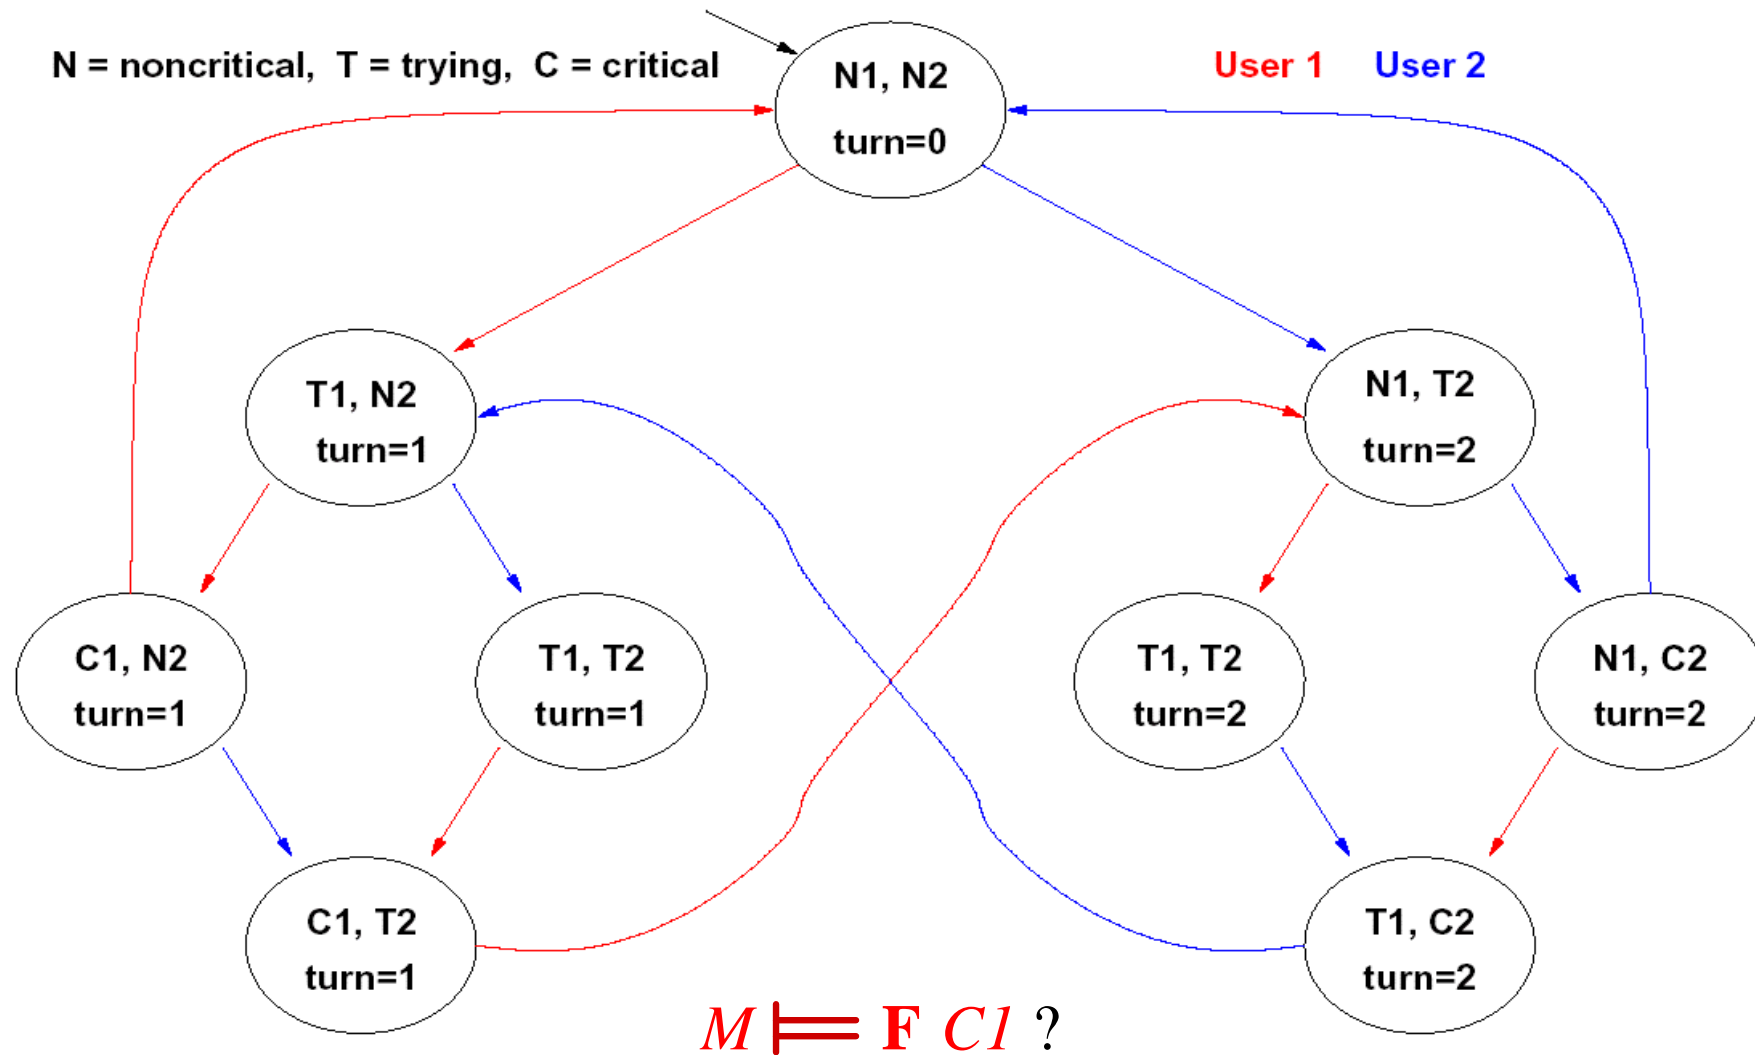 N = noncritical, T = trying, C = critical
User 1 User 2
N1, N2
turn=0
T1, N2
turn=1
N1, T2
turn=2
C1, N2
turn=1
T1, T2
turn=1
T1, T2
turn=2
N1, C2
turn=2
C1, T2
turn=1
T1, C2
turn=2
M ⊨ F C1 ?